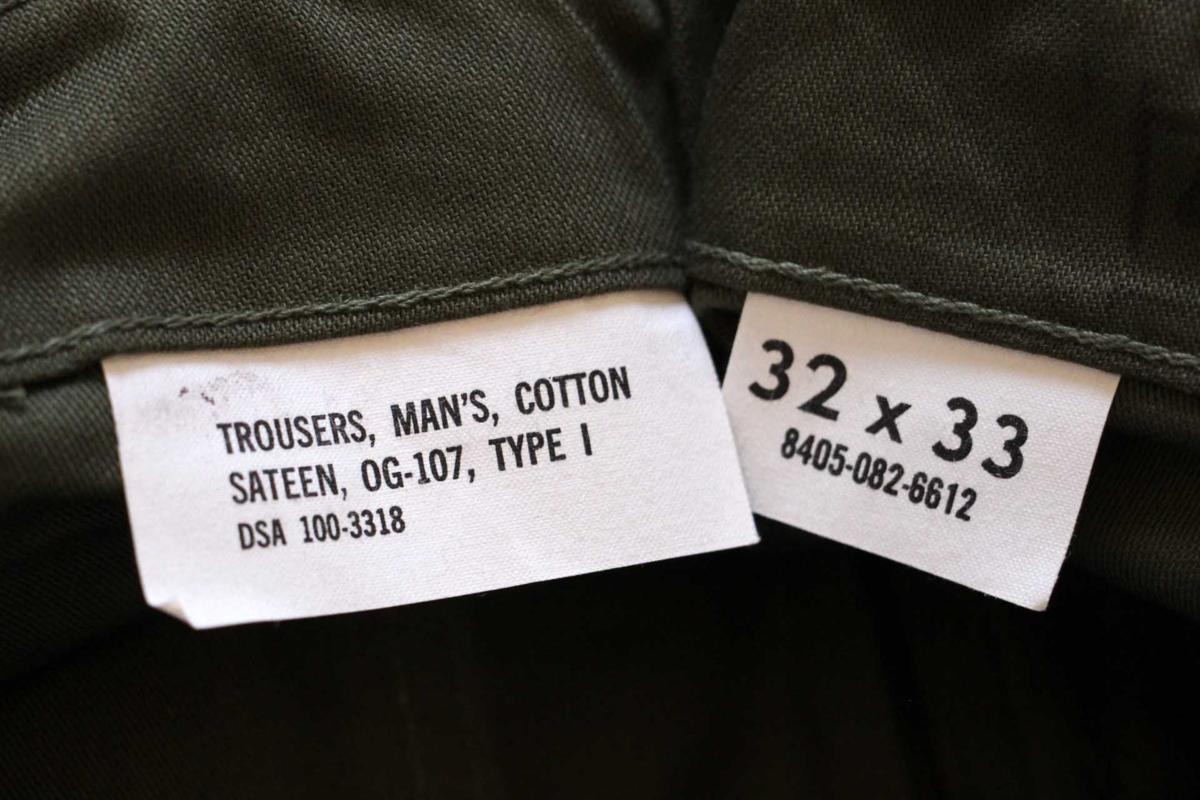 TROUSERS, MAN'S, COTTON
SATEEN, OG-107, TYPE I
DSA 100-3318
32 x 33
8405-082-6612